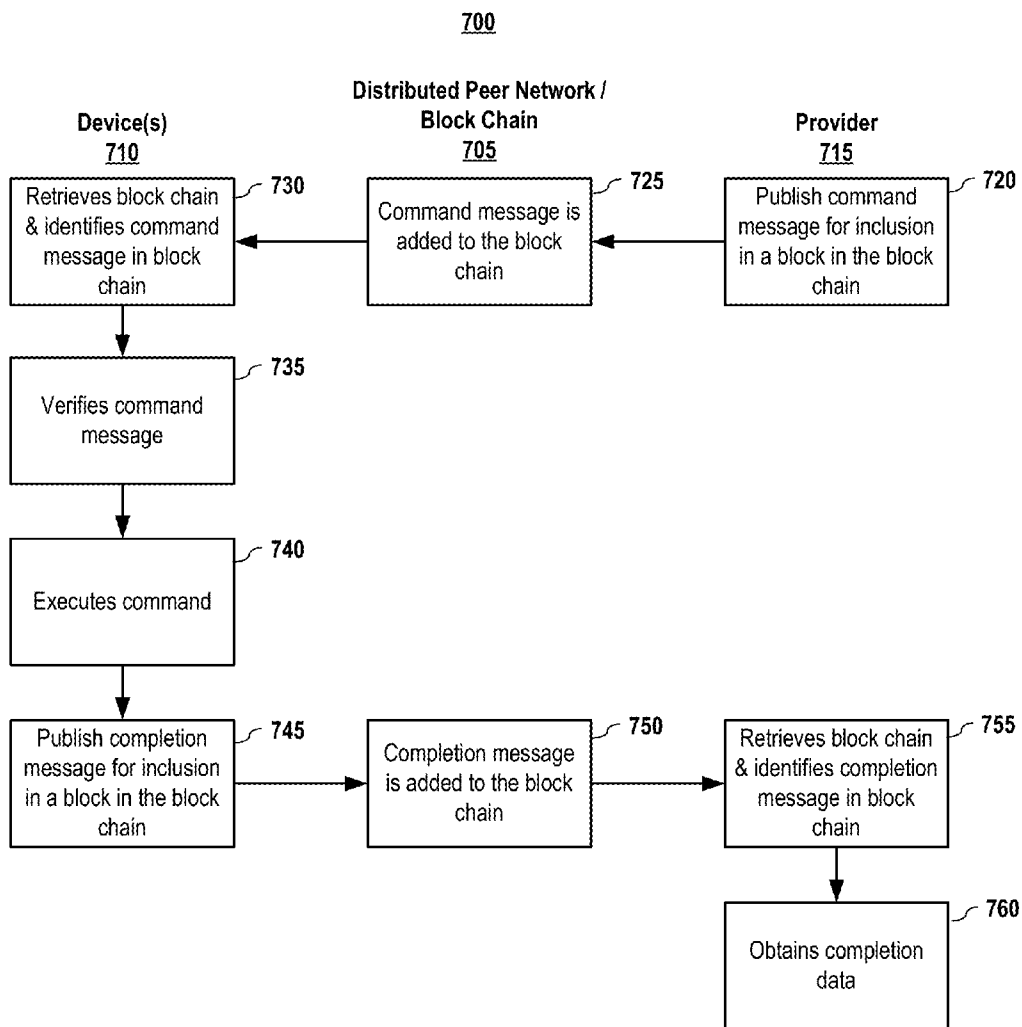 700
Device(s)
710
Distributed Peer Network /
Block Chain
705
Provider
715
Retrieves block chain
& identifies command
message in block
chain
730
Command message is
added to the block
chain
725
Publish command
message for inclusion
in a block in the block
chain
720
Verifies command
message
735
Executes command
740
Publish completion
message for inclusion
in a block in the block
chain
745
Completion message
is added to the block
chain
750
Retrieves block chain
& identifies completion
message in block
chain
755
Obtains completion
data
760